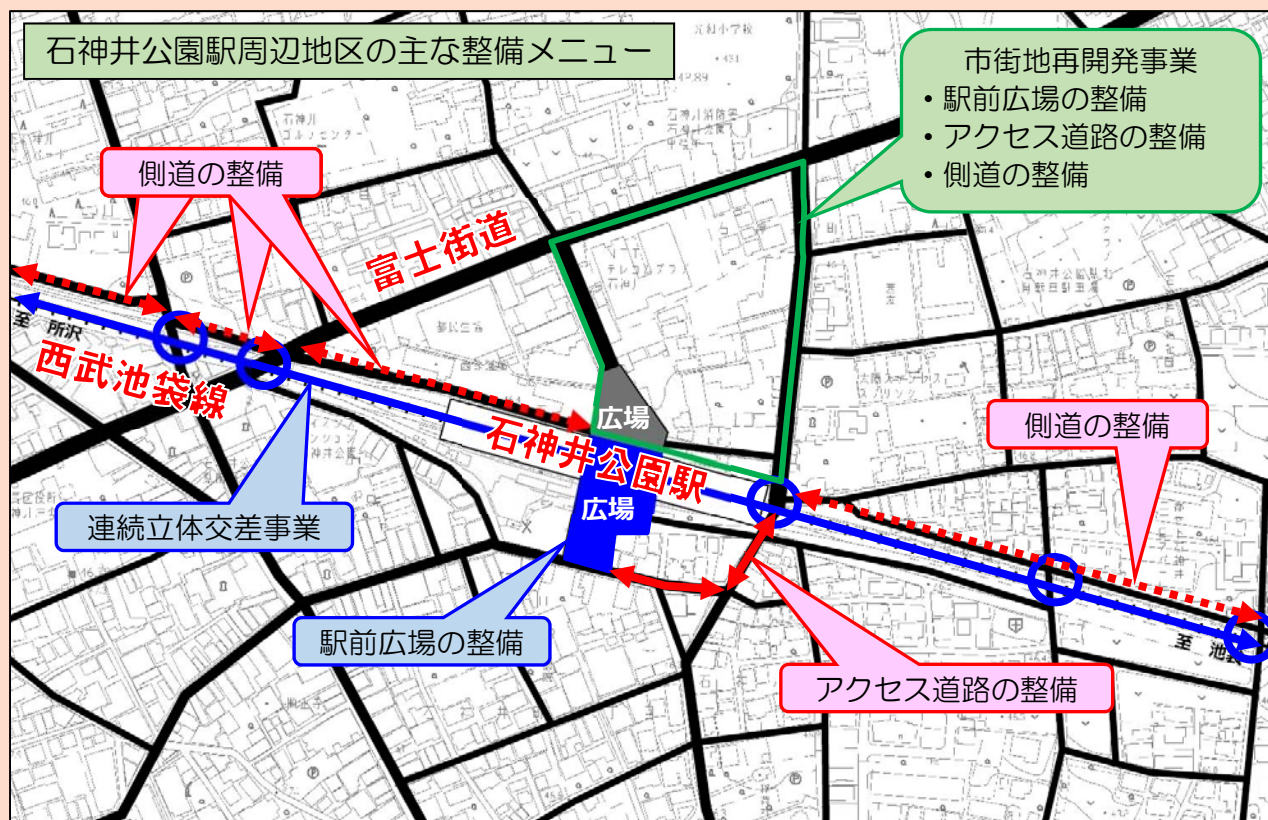 石神井公園駅周辺地区の主な整備メニュー
市街地再開発事業
・駅前広場の整備
・アクセス道路の整備
・側道の整備
側道の整備
富士街道
至 所沢
西武池袋線
広場
石神井公園駅
広場
側道の整備
連続立体交差事業
駅前広場の整備
至 池袋
アクセス道路の整備